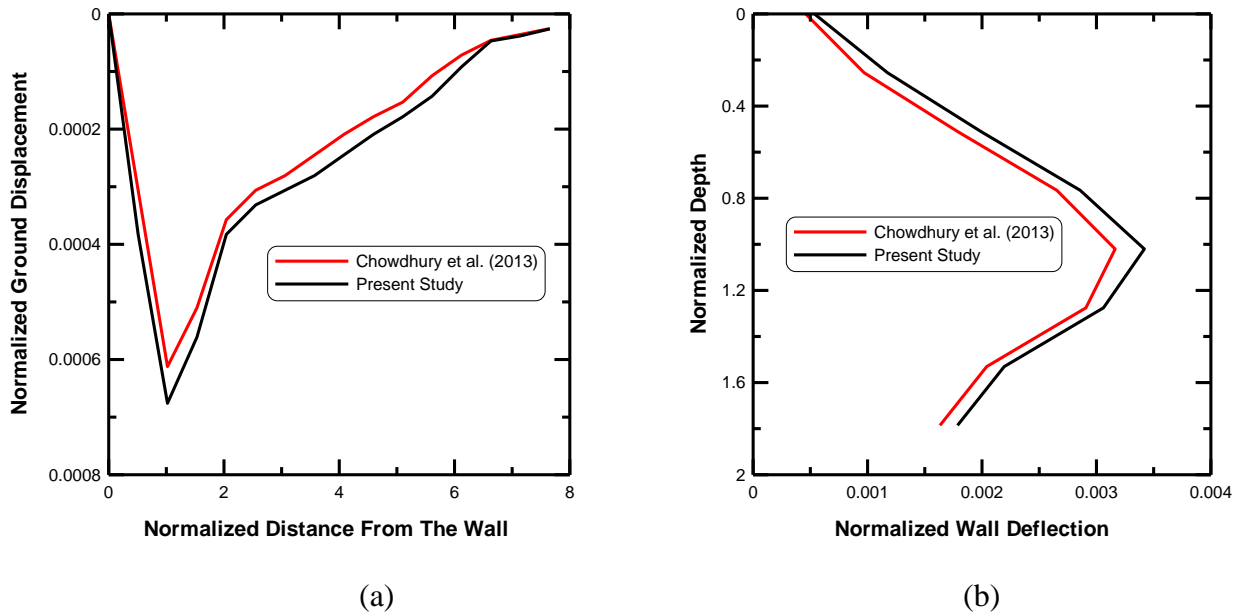 0
0.0002
0.0004
0.0006
0.0008
Normalized Ground Displacement
0 2 4 6 8
Normalized Distance From The Wall
Chowdhury et al. (2013)
Present Study
(a)
0
0.4
0.8
1.2
1.6
2
Normalized Depth
0 0.001 0.002 0.003 0.004
Normalized Wall Deflection
Chowdhury et al. (2013)
Present Study
(b)